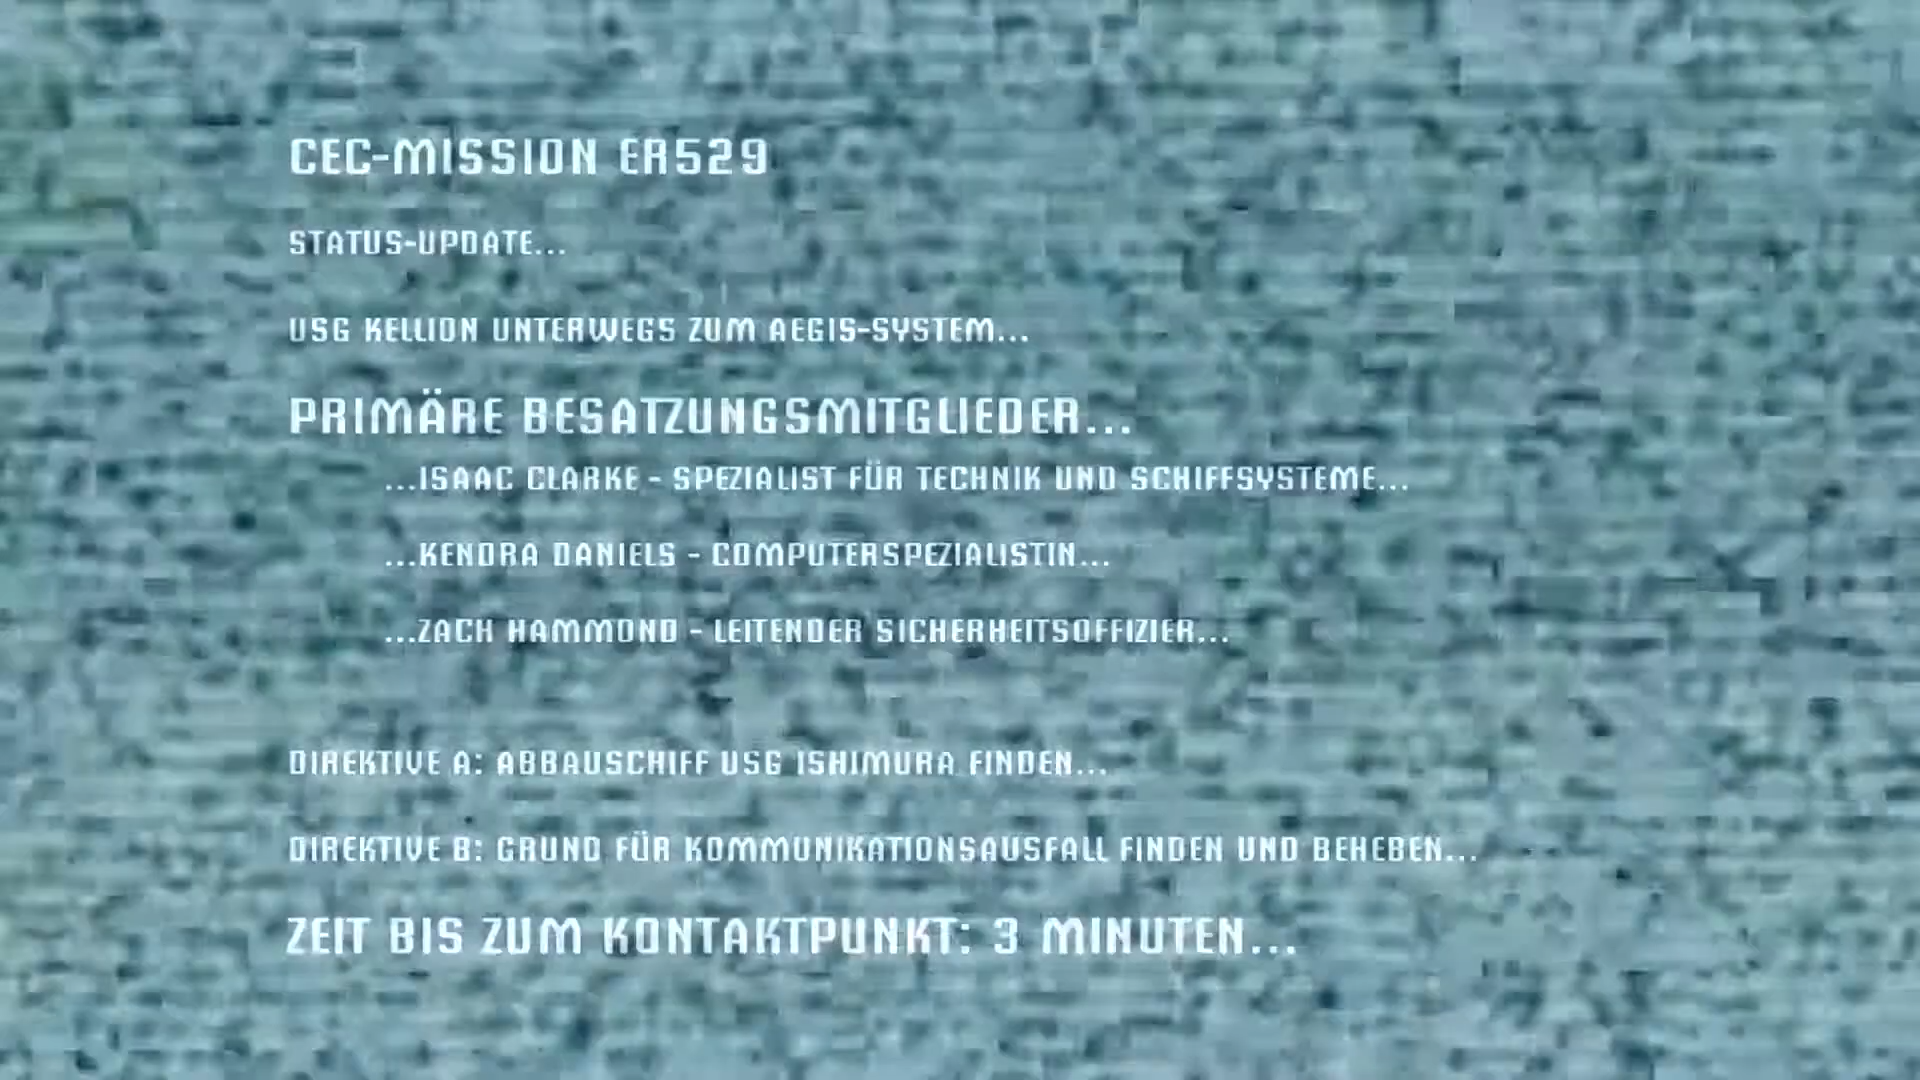 CEC-MISSION ER529
STATUS-UPDATE...
USG KELLION UNTERWEGS ZUM AEGIS-SYSTEM...
PRIMÄRE BESATZUNGSMITGLIEDER...
...ISAAC CLARKE - SPEZIALIST FÜR TECHNIK UND SCHIFFSYSTEME...
...KENDRA DANIELS - COMPUTERSPEZIALISTIN...
...ZACH HAMMOND - LEITENDER SICHERHEITSOFFIZIER...
DIREKTIVE A: ABBAUSCHIFF USG ISHIMURA FINDEN...
DIREKTIVE B: GRUND FÜR KOMMUNIKATIONSAUSFALL FINDEN UND BEHEBEN...
ZEIT BIS ZUM KONTAKTPUNKT: 3 MINUTEN...